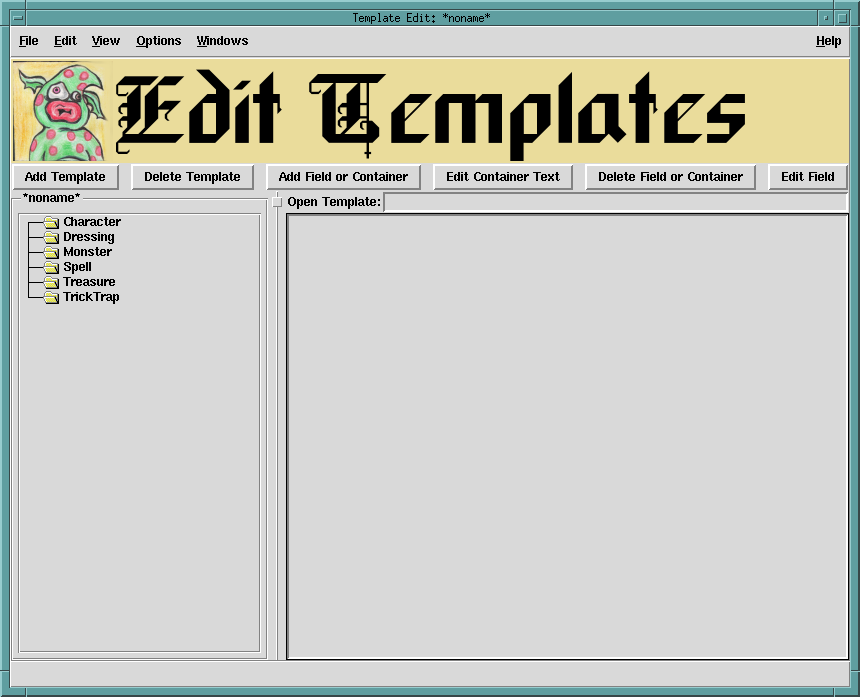 Template Edit: *noname*
File Edit View Options Windows Help
Edit Templates
Add Template Delete Template Add Field or Container Edit Container Text Delete Field or Container Edit Field
*noname* Open Template:
Character
Dressing
Monster
Spell
Treasure
TrickTrap